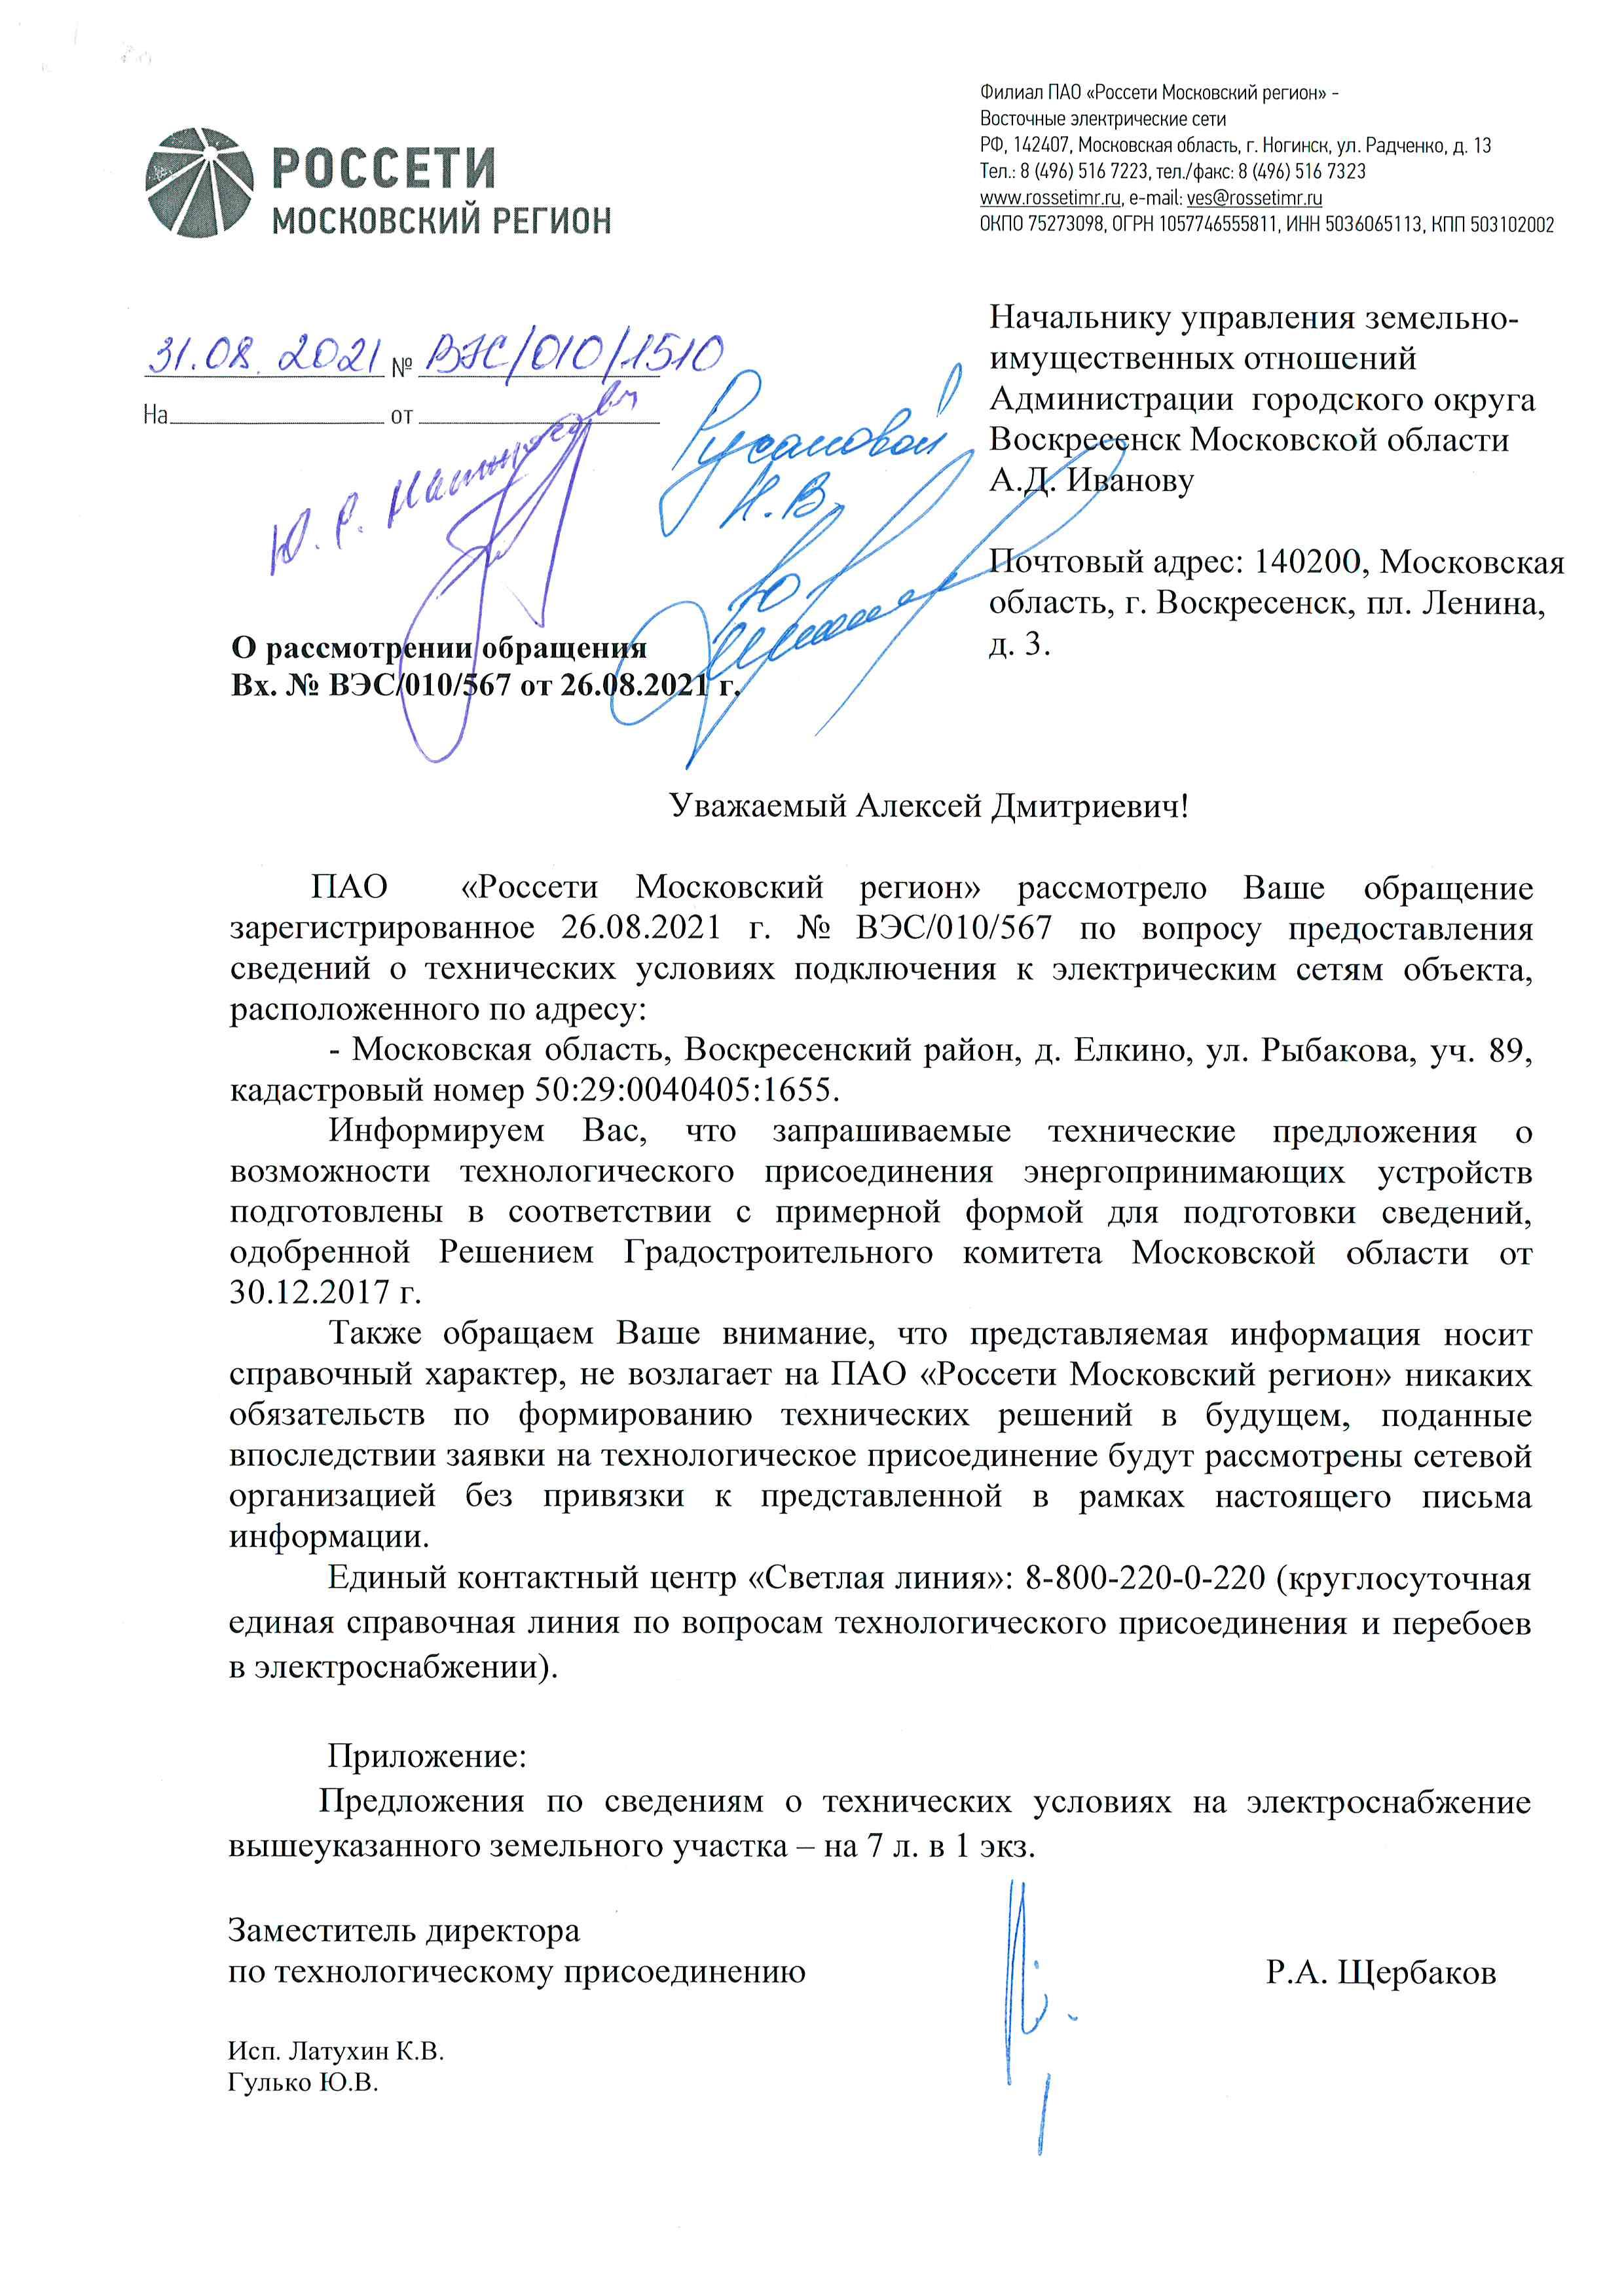 РОССЕТИ
МОСКОВСКИЙ РЕГИОН
Филиал ПАО «Россети Московский регион» -
Восточные электрические сети
РФ, 142407, Московская область, г. Ногинск, ул. Радченко, д. 13
Тел.: 8 (496) 516 7223, тел./факс: 8 (496) 516 7323
www.rossetimr.ru, e-mail: ves@rossetimr.ru
ОКПО 75273098, ОГРН 1057746555811, ИНН 5036065113, КПП 503102002
31.08.2021 № ВЭС/010/1510
На от
Ю. Р.
Русановой
Н.В.
Начальнику управления земельно-
имущественных отношений
Администрации городского округа
Воскресенск Московской области
А.Д. Иванову
Почтовый адрес: 140200, Московская
область, г. Воскресенск, пл. Ленина,
д. 3.
О рассмотрении обращения
Вх. № ВЭС/010/567 от 26.08.2021 г.
Уважаемый Алексей Дмитриевич!
ПАО «Россети Московский регион» рассмотрело Ваше обращение
зарегистрированное 26.08.2021 г. № ВЭС/010/567 по вопросу предоставления
сведений о технических условиях подключения к электрическим сетям объекта,
расположенного по адресу:
- Московская область, Воскресенский район, д. Елкино, ул. Рыбакова, уч. 89,
кадастровый номер 50:29:0040405:1655.
Информируем Вас, что запрашиваемые технические предложения о
возможности технологического присоединения энергопринимающих устройств
подготовлены в соответствии с примерной формой для подготовки сведений,
одобренной Решением Градостроительного комитета Московской области от
30.12.2017 г.
Также обращаем Ваше внимание, что представляемая информация носит
справочный характер, не возлагает на ПАО «Россети Московский регион» никаких
обязательств по формированию технических решений в будущем, поданные
впоследствии заявки на технологическое присоединение будут рассмотрены сетевой
организацией без привязки к представленной в рамках настоящего письма
информации.
Единый контактный центр «Светлая линия»: 8-800-220-0-220 (круглосуточная
единая справочная линия по вопросам технологического присоединения и перебоев
в электроснабжении).
Приложение:
Предложения по сведениям о технических условиях на электроснабжение
вышеуказанного земельного участка – на 7 л. в 1 экз.
Заместитель директора
по технологическому присоединению Р.А. Щербаков
Исп. Латухин К.В.
Гулько Ю.В.